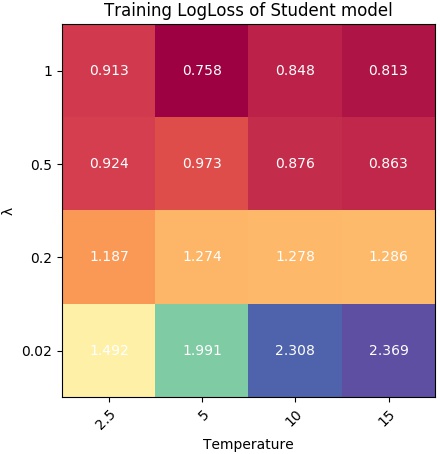 Training LogLoss of Student model
1 0.913 0.758 0.848 0.813
0.5 0.924 0.973 0.876 0.863
λ
0.2 1.187 1.274 1.278 1.286
0.02 1.492 1.991 2.308 2.369
2.5 5 10 15
Temperature